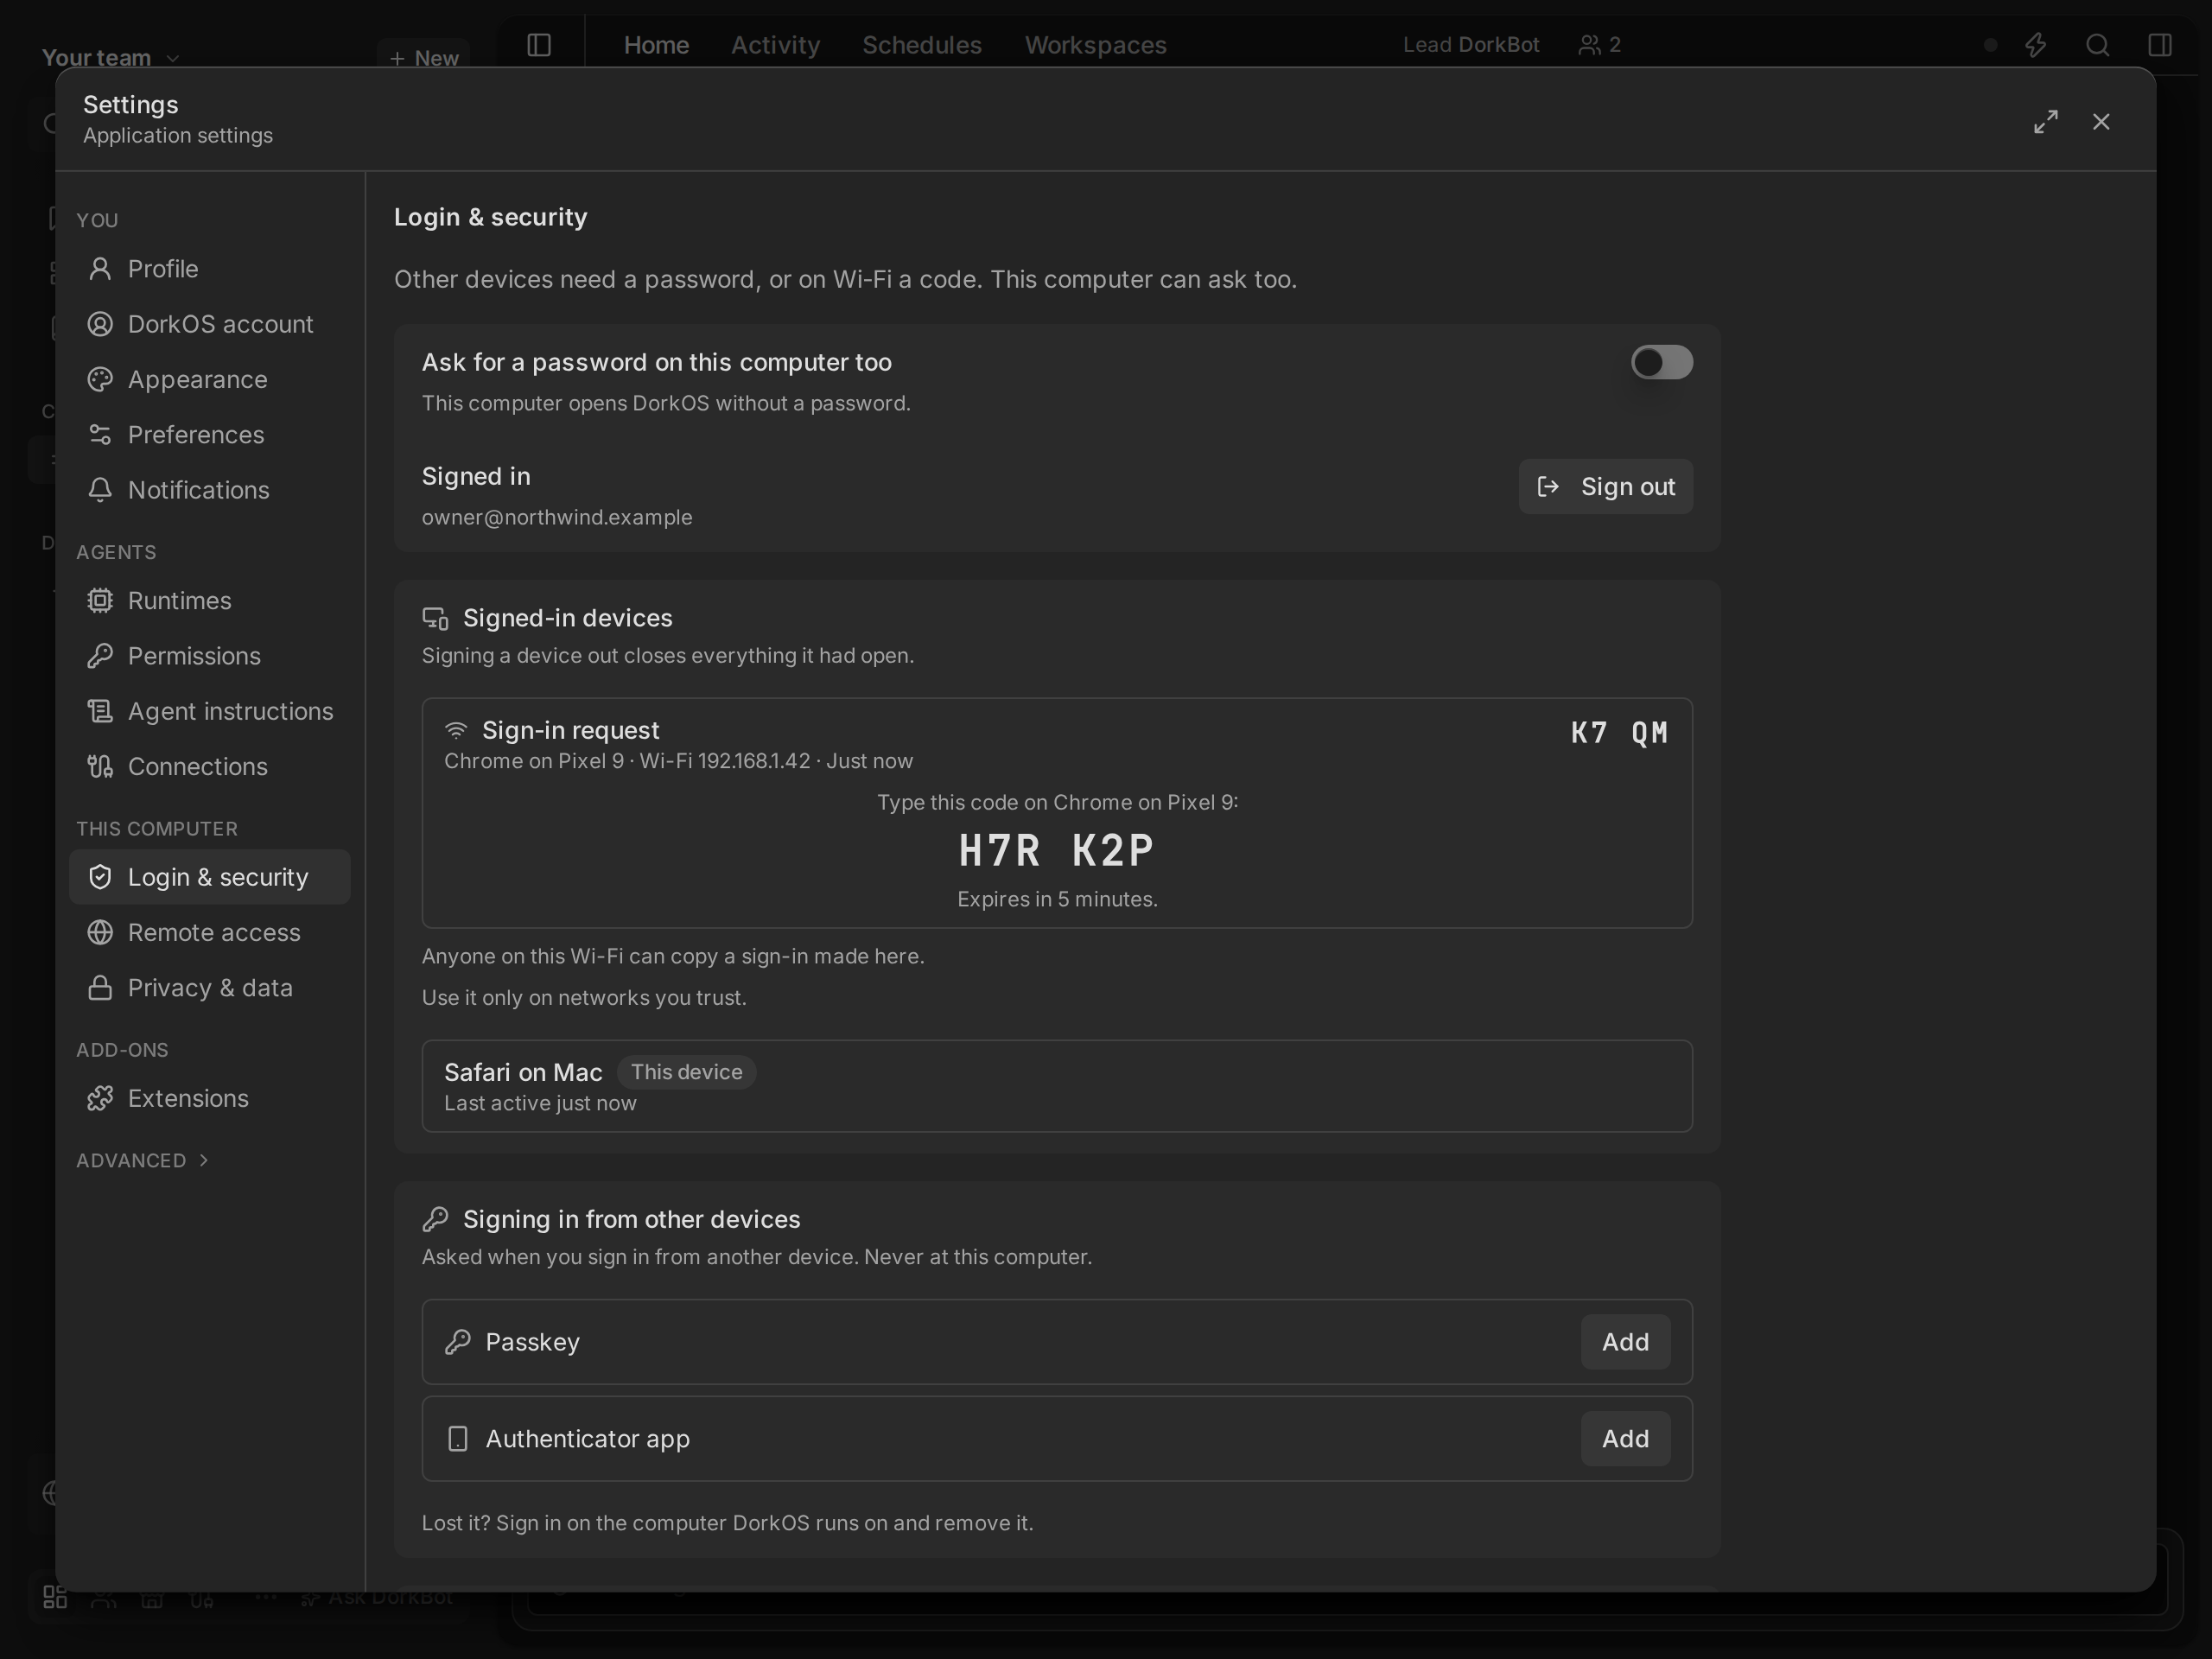 Your team
New
Home
Activity
Schedules
Workspaces
Lead DorkBot
2
Settings
Application settings
YOU
Profile
DorkOS account
Appearance
Preferences
Notifications
AGENTS
Runtimes
Permissions
Agent instructions
Connections
THIS COMPUTER
Login & security
Remote access
Privacy & data
ADD-ONS
Extensions
ADVANCED
Login & security
Other devices need a password, or on Wi-Fi a code. This computer can ask too.
Ask for a password on this computer too
This computer opens DorkOS without a password.
Signed in
owner@northwind.example
Sign out
Signed-in devices
Signing a device out closes everything it had open.
Sign-in request
K7 QM
Chrome on Pixel 9 · Wi-Fi 192.168.1.42 · Just now
Type this code on Chrome on Pixel 9:
H7R K2P
Expires in 5 minutes.
Anyone on this Wi-Fi can copy a sign-in made here.
Use it only on networks you trust.
Safari on Mac
This device
Last active just now
Signing in from other devices
Asked when you sign in from another device. Never at this computer.
Passkey
Add
Authenticator app
Add
Lost it? Sign in on the computer DorkOS runs on and remove it.
Ask DorkBot